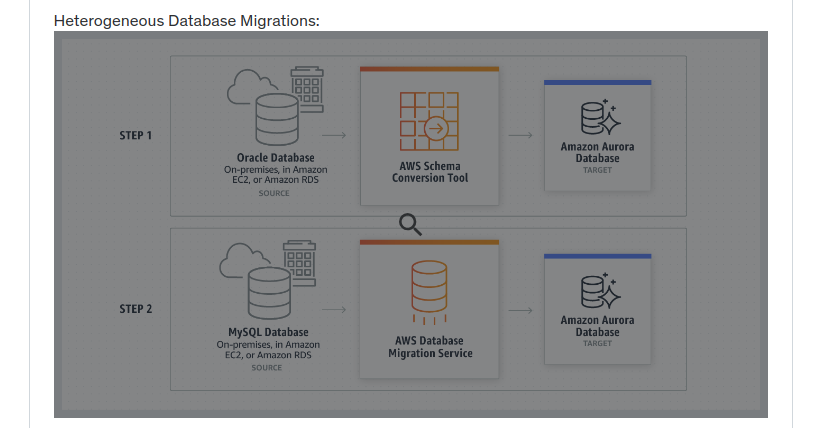 Heterogeneous Database Migrations:
STEP 1
Oracle Database
On-premises, in Amazon
EC2, or Amazon RDS
SOURCE
AWS Schema
Conversion Tool
Amazon Aurora
Database
TARGET
STEP 2
MySQL Database
On-premises, in Amazon
EC2, or Amazon RDS
SOURCE
AWS Database
Migration Service
Amazon Aurora
Database
TARGET